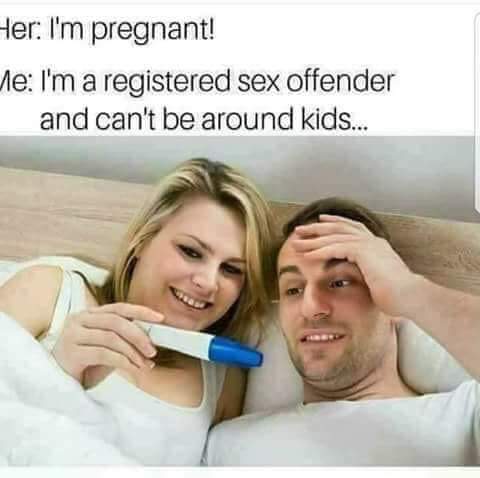 Her: I'm pregnant!
Me: I'm a registered sex offender
and can't be around kids...